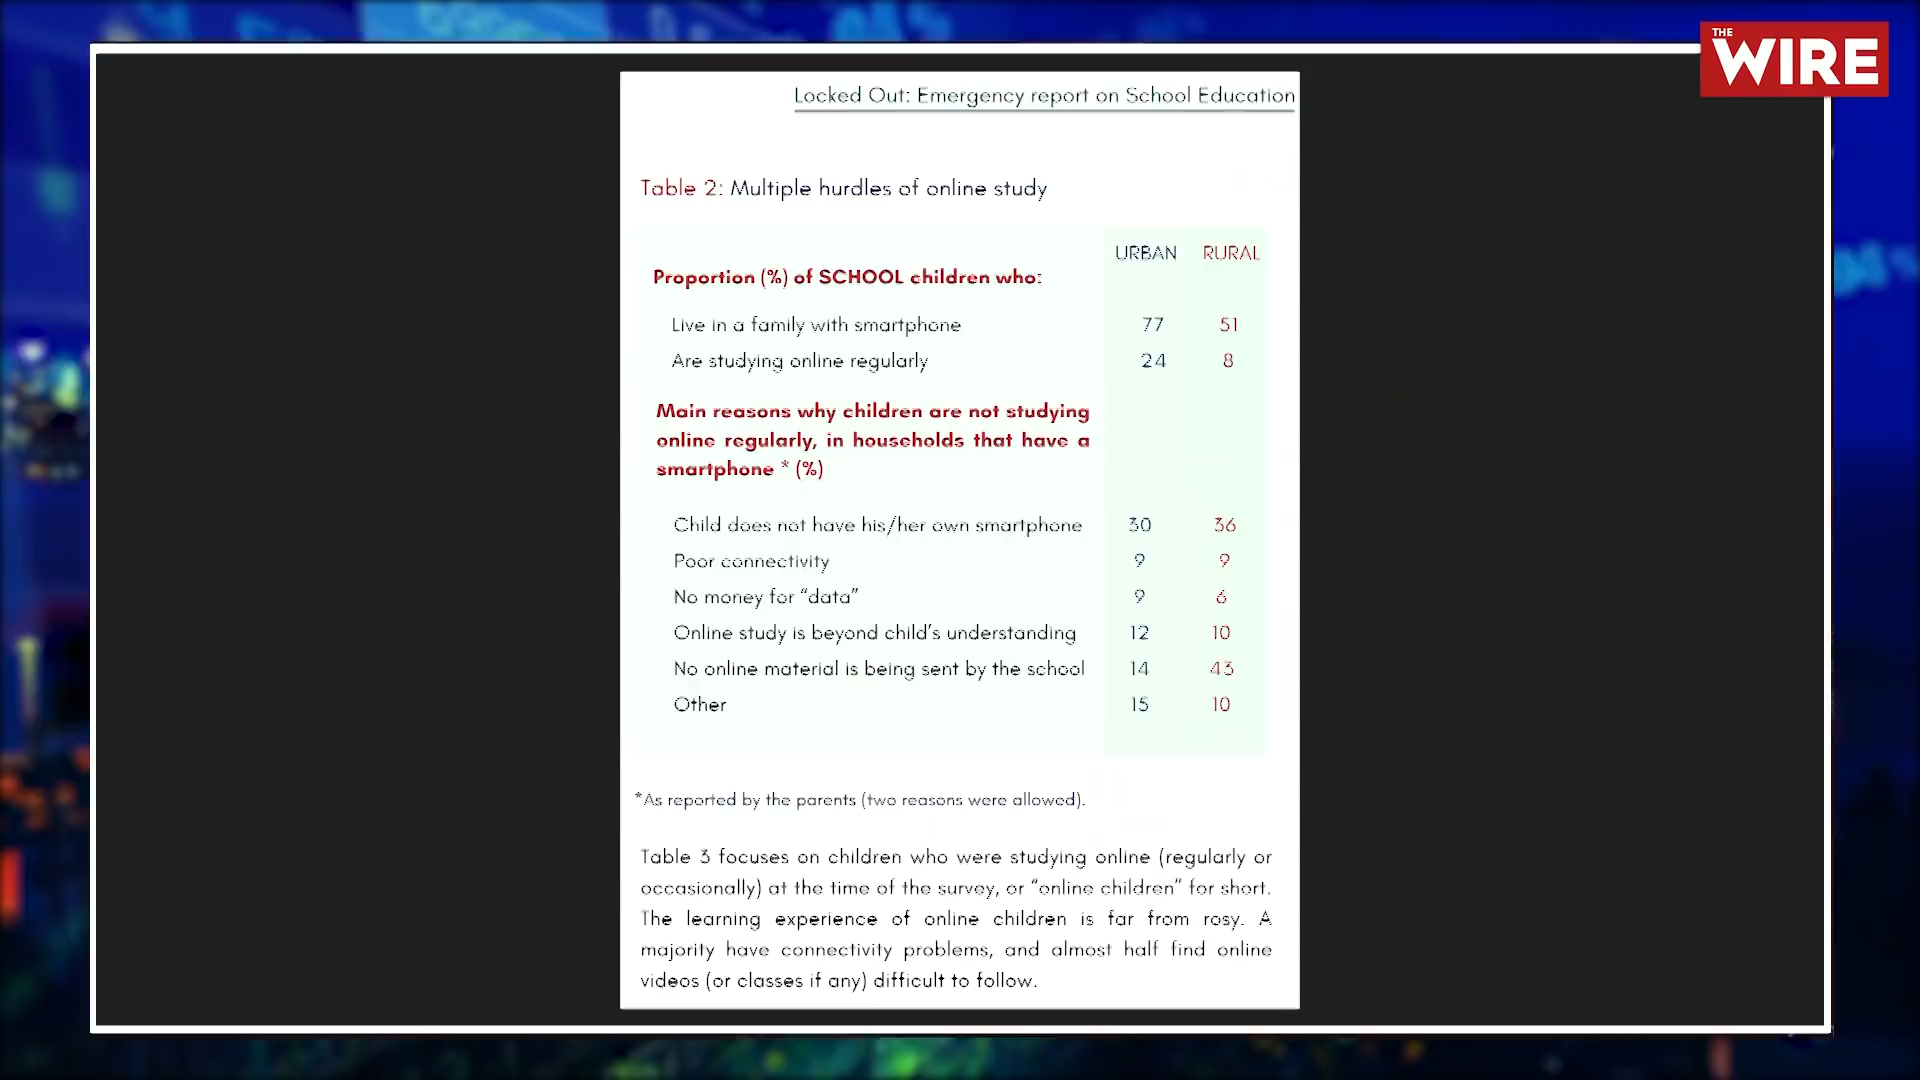 THE
WIRE
Locked Out: Emergency report on School Education
Table 2: Multiple hurdles of online study
URBAN RURAL
Proportion (%) of SCHOOL children who:
Live in a family with smartphone 77 51
Are studying online regularly 24 8
Main reasons why children are not studying
online regularly, in households that have a
smartphone * (%)
Child does not have his/her own smartphone 30 36
Poor connectivity 9 9
No money for “data” 9 6
Online study is beyond child’s understanding 12 10
No online material is being sent by the school 14 43
Other 15 10
*As reported by the parents (two reasons were allowed).
Table 3 focuses on children who were studying online (regularly or
occasionally) at the time of the survey, or “online children” for short.
The learning experience of online children is far from rosy. A
majority have connectivity problems, and almost half find online
videos (or classes if any) difficult to follow.